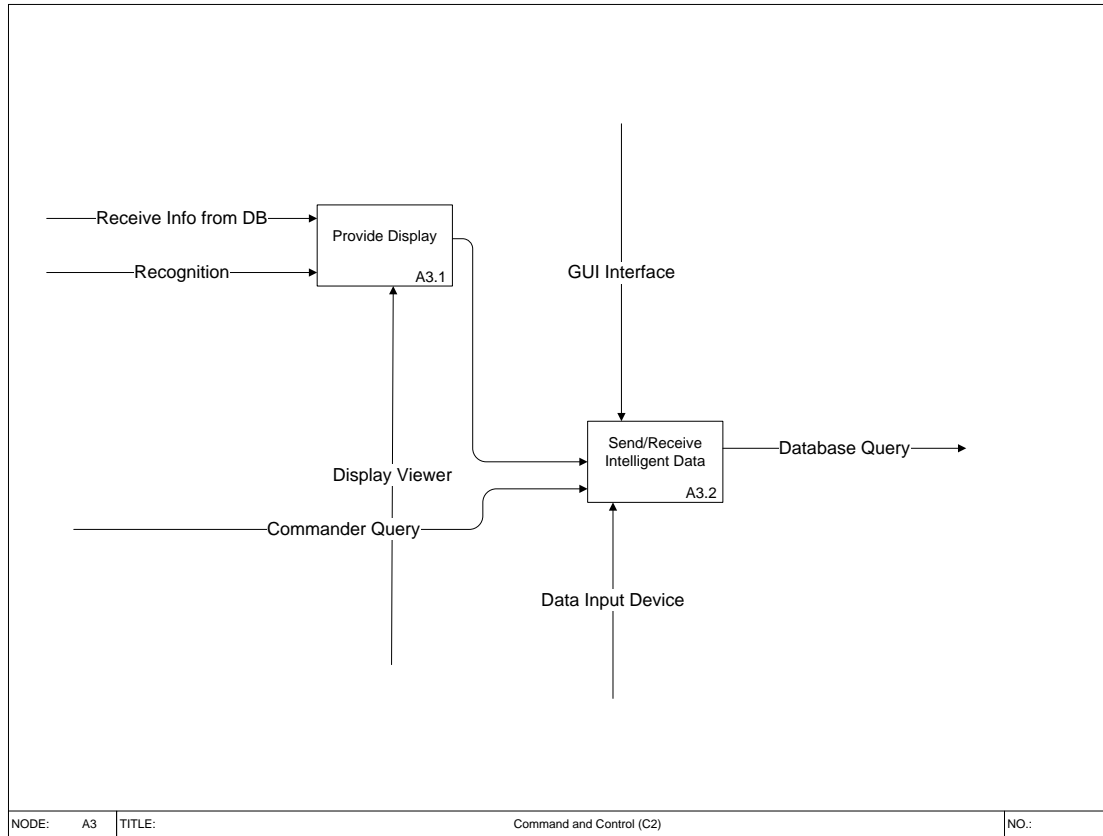 Receive Info from DB
Provide Display
Recognition
A3.1
GUI Interface
Send/Receive
Intelligent Data
Database Query
Display Viewer
A3.2
Commander Query
Data Input Device
NODE: A3 TITLE: Command and Control (C2) NO.: